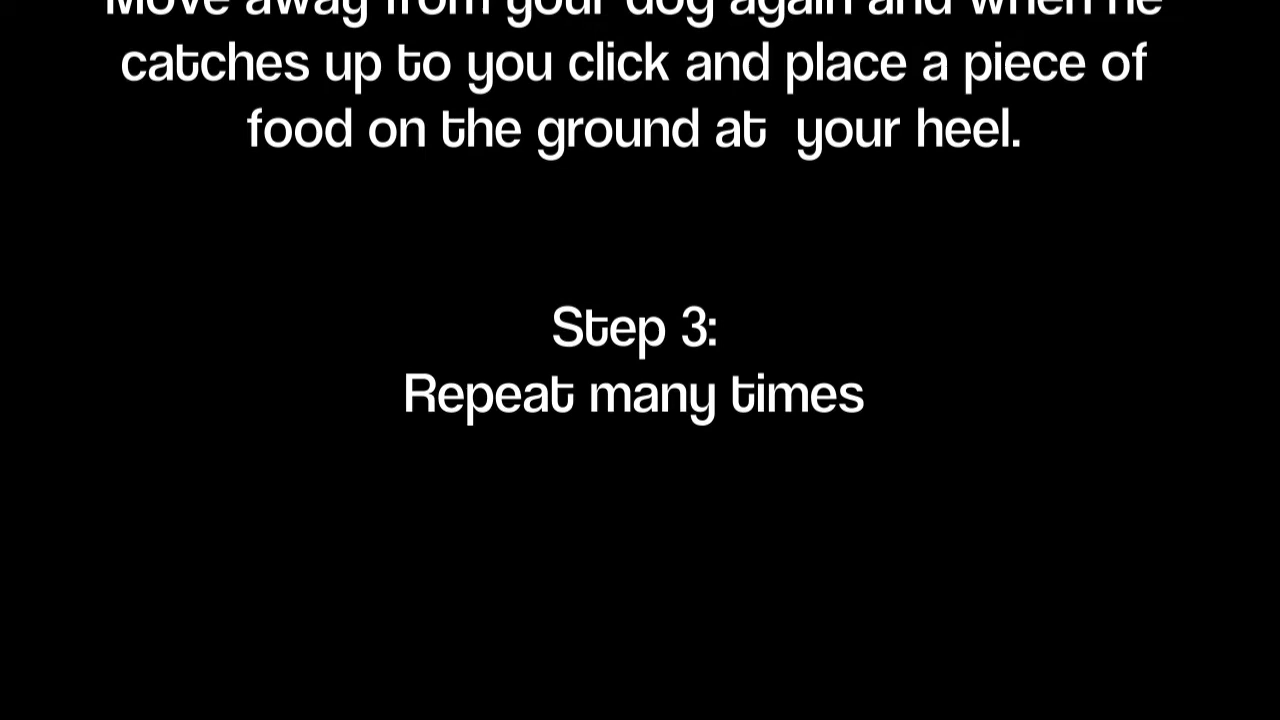 Move away from your dog again and when he
catches up to you click and place a piece of
food on the ground at  your heel.
Step 3:
Repeat many times